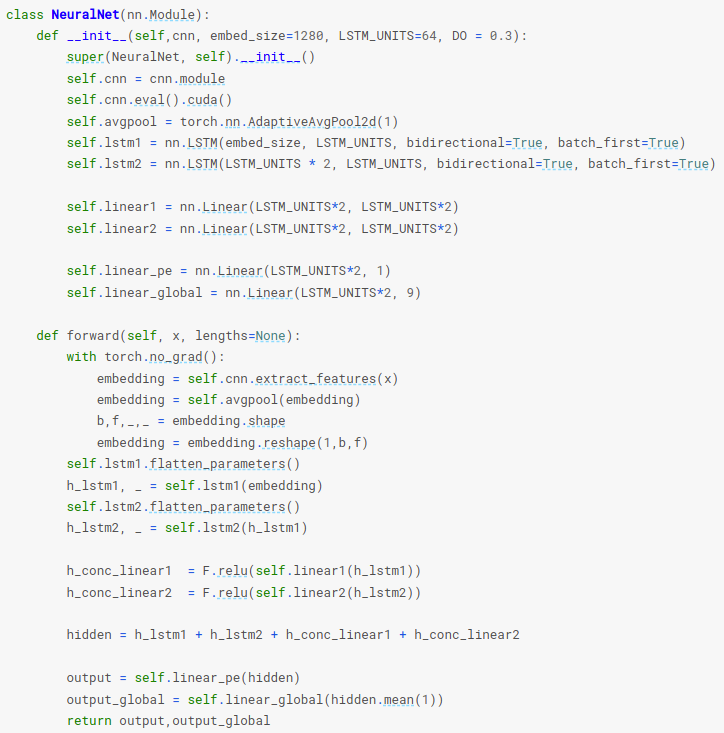 class NeuralNet(nn.Module):
    def __init__(self,cnn, embed_size=1280, LSTM_UNITS=64, DO = 0.3):
        super(NeuralNet, self).__init__()
        self.cnn = cnn.module
        self.cnn.eval().cuda()
        self.avgpool = torch.nn.AdaptiveAvgPool2d(1)
        self.lstm1 = nn.LSTM(embed_size, LSTM_UNITS, bidirectional=True, batch_first=True)
        self.lstm2 = nn.LSTM(LSTM_UNITS * 2, LSTM_UNITS, bidirectional=True, batch_first=True)

        self.linear1 = nn.Linear(LSTM_UNITS*2, LSTM_UNITS*2)
        self.linear2 = nn.Linear(LSTM_UNITS*2, LSTM_UNITS*2)

        self.linear_pe = nn.Linear(LSTM_UNITS*2, 1)
        self.linear_global = nn.Linear(LSTM_UNITS*2, 9)

    def forward(self, x, lengths=None):
        with torch.no_grad():
            embedding = self.cnn.extract_features(x)
            embedding = self.avgpool(embedding)
            b,f,_,_ = embedding.shape
            embedding = embedding.reshape(1,b,f)
        self.lstm1.flatten_parameters()
        h_lstm1, _ = self.lstm1(embedding)
        self.lstm2.flatten_parameters()
        h_lstm2, _ = self.lstm2(h_lstm1)

        h_conc_linear1  = F.relu(self.linear1(h_lstm1))
        h_conc_linear2  = F.relu(self.linear2(h_lstm2))

        hidden = h_lstm1 + h_lstm2 + h_conc_linear1 + h_conc_linear2

        output = self.linear_pe(hidden)
        output_global = self.linear_global(hidden.mean(1))
        return output,output_global